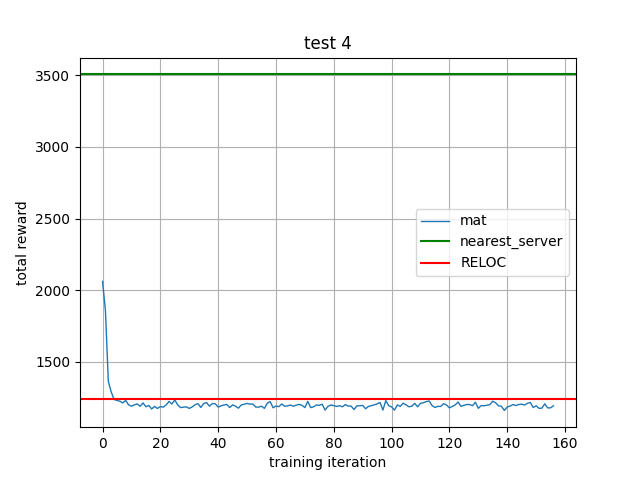 test 4
total reward
3500
3000
2500
2000
1500
mat
nearest_server
RELOC
0 20 40 60 80 100 120 140 160
training iteration